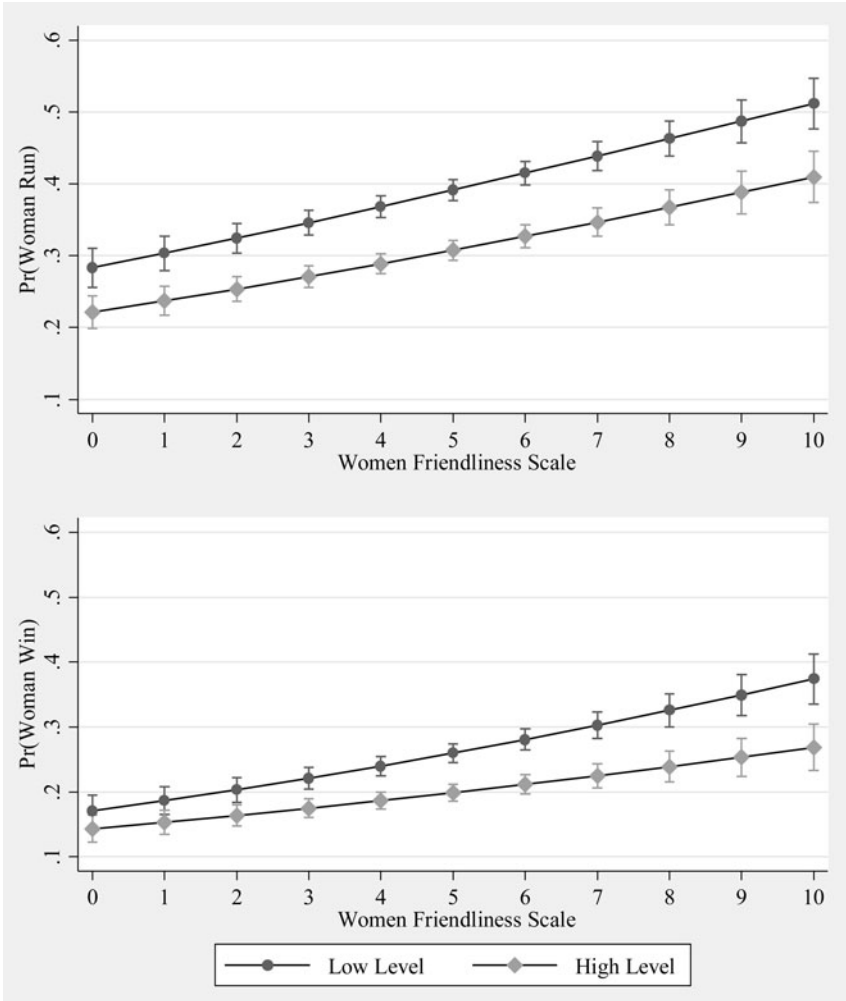 Pr(Woman Run)
.6
.5
.4
.3
.2
.1
0 1 2 3 4 5 6 7 8 9 10
Women Friendliness Scale
Pr(Woman Win)
.6
.5
.4
.3
.2
.1
0 1 2 3 4 5 6 7 8 9 10
Women Friendliness Scale
Low Level High Level